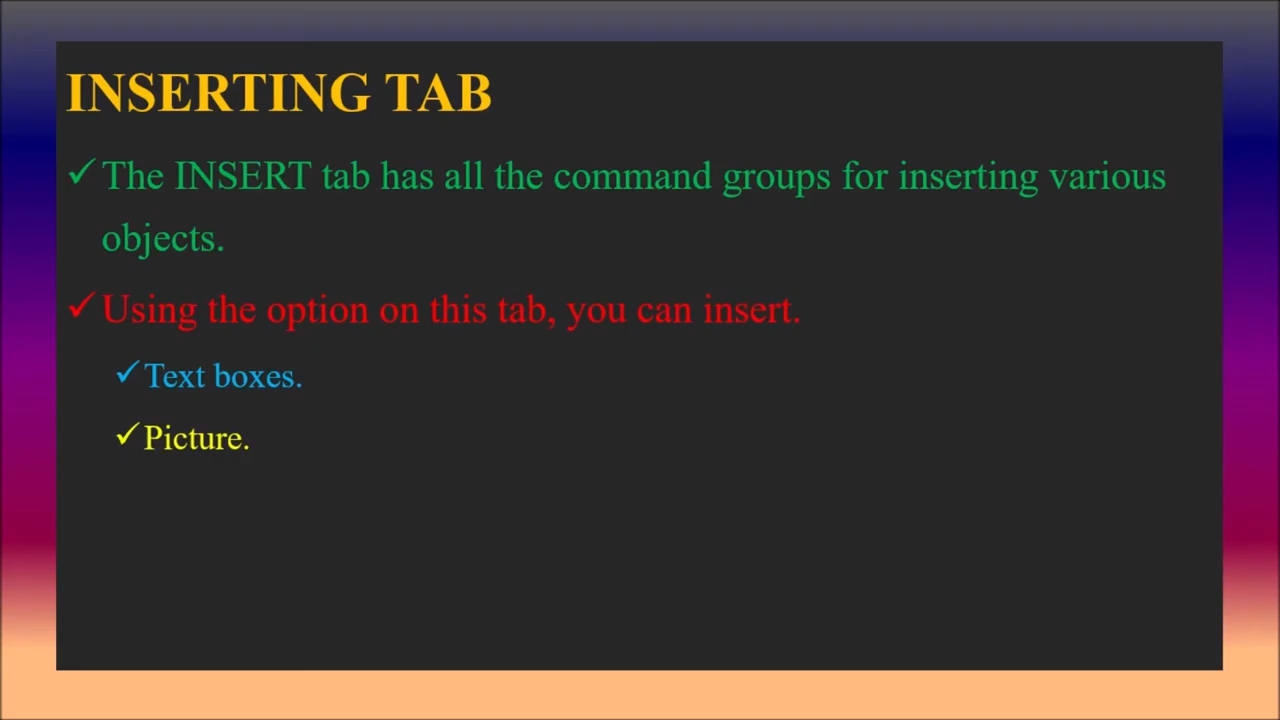 INSERTING TAB
✓The INSERT tab has all the command groups for inserting various
objects.
✓Using the option on this tab, you can insert.
✓Text boxes.
✓Picture.